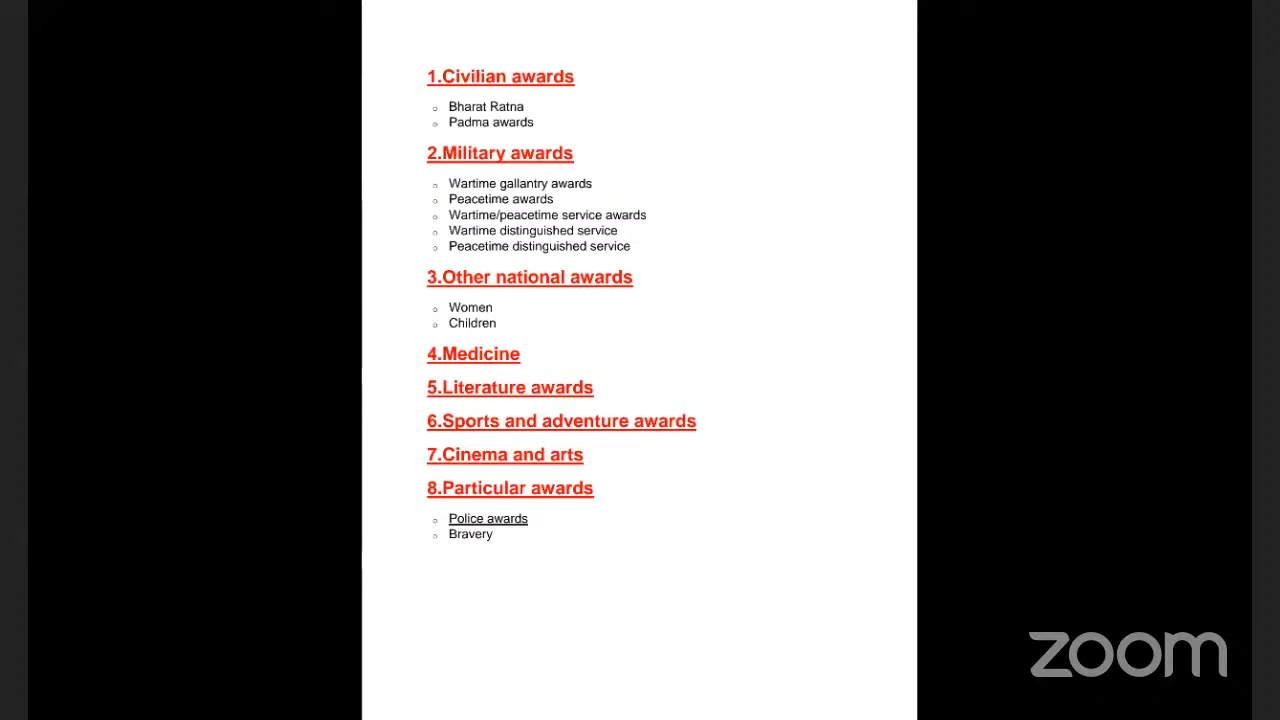 1.Civilian awards
Bharat Ratna
Padma awards
2.Military awards
Wartime gallantry awards
Peacetime awards
Wartime/peacetime service awards
Wartime distinguished service
Peacetime distinguished service
3.Other national awards
Women
Children
4.Medicine
5.Literature awards
6.Sports and adventure awards
7.Cinema and arts
8.Particular awards
Police awards
Bravery
zoom